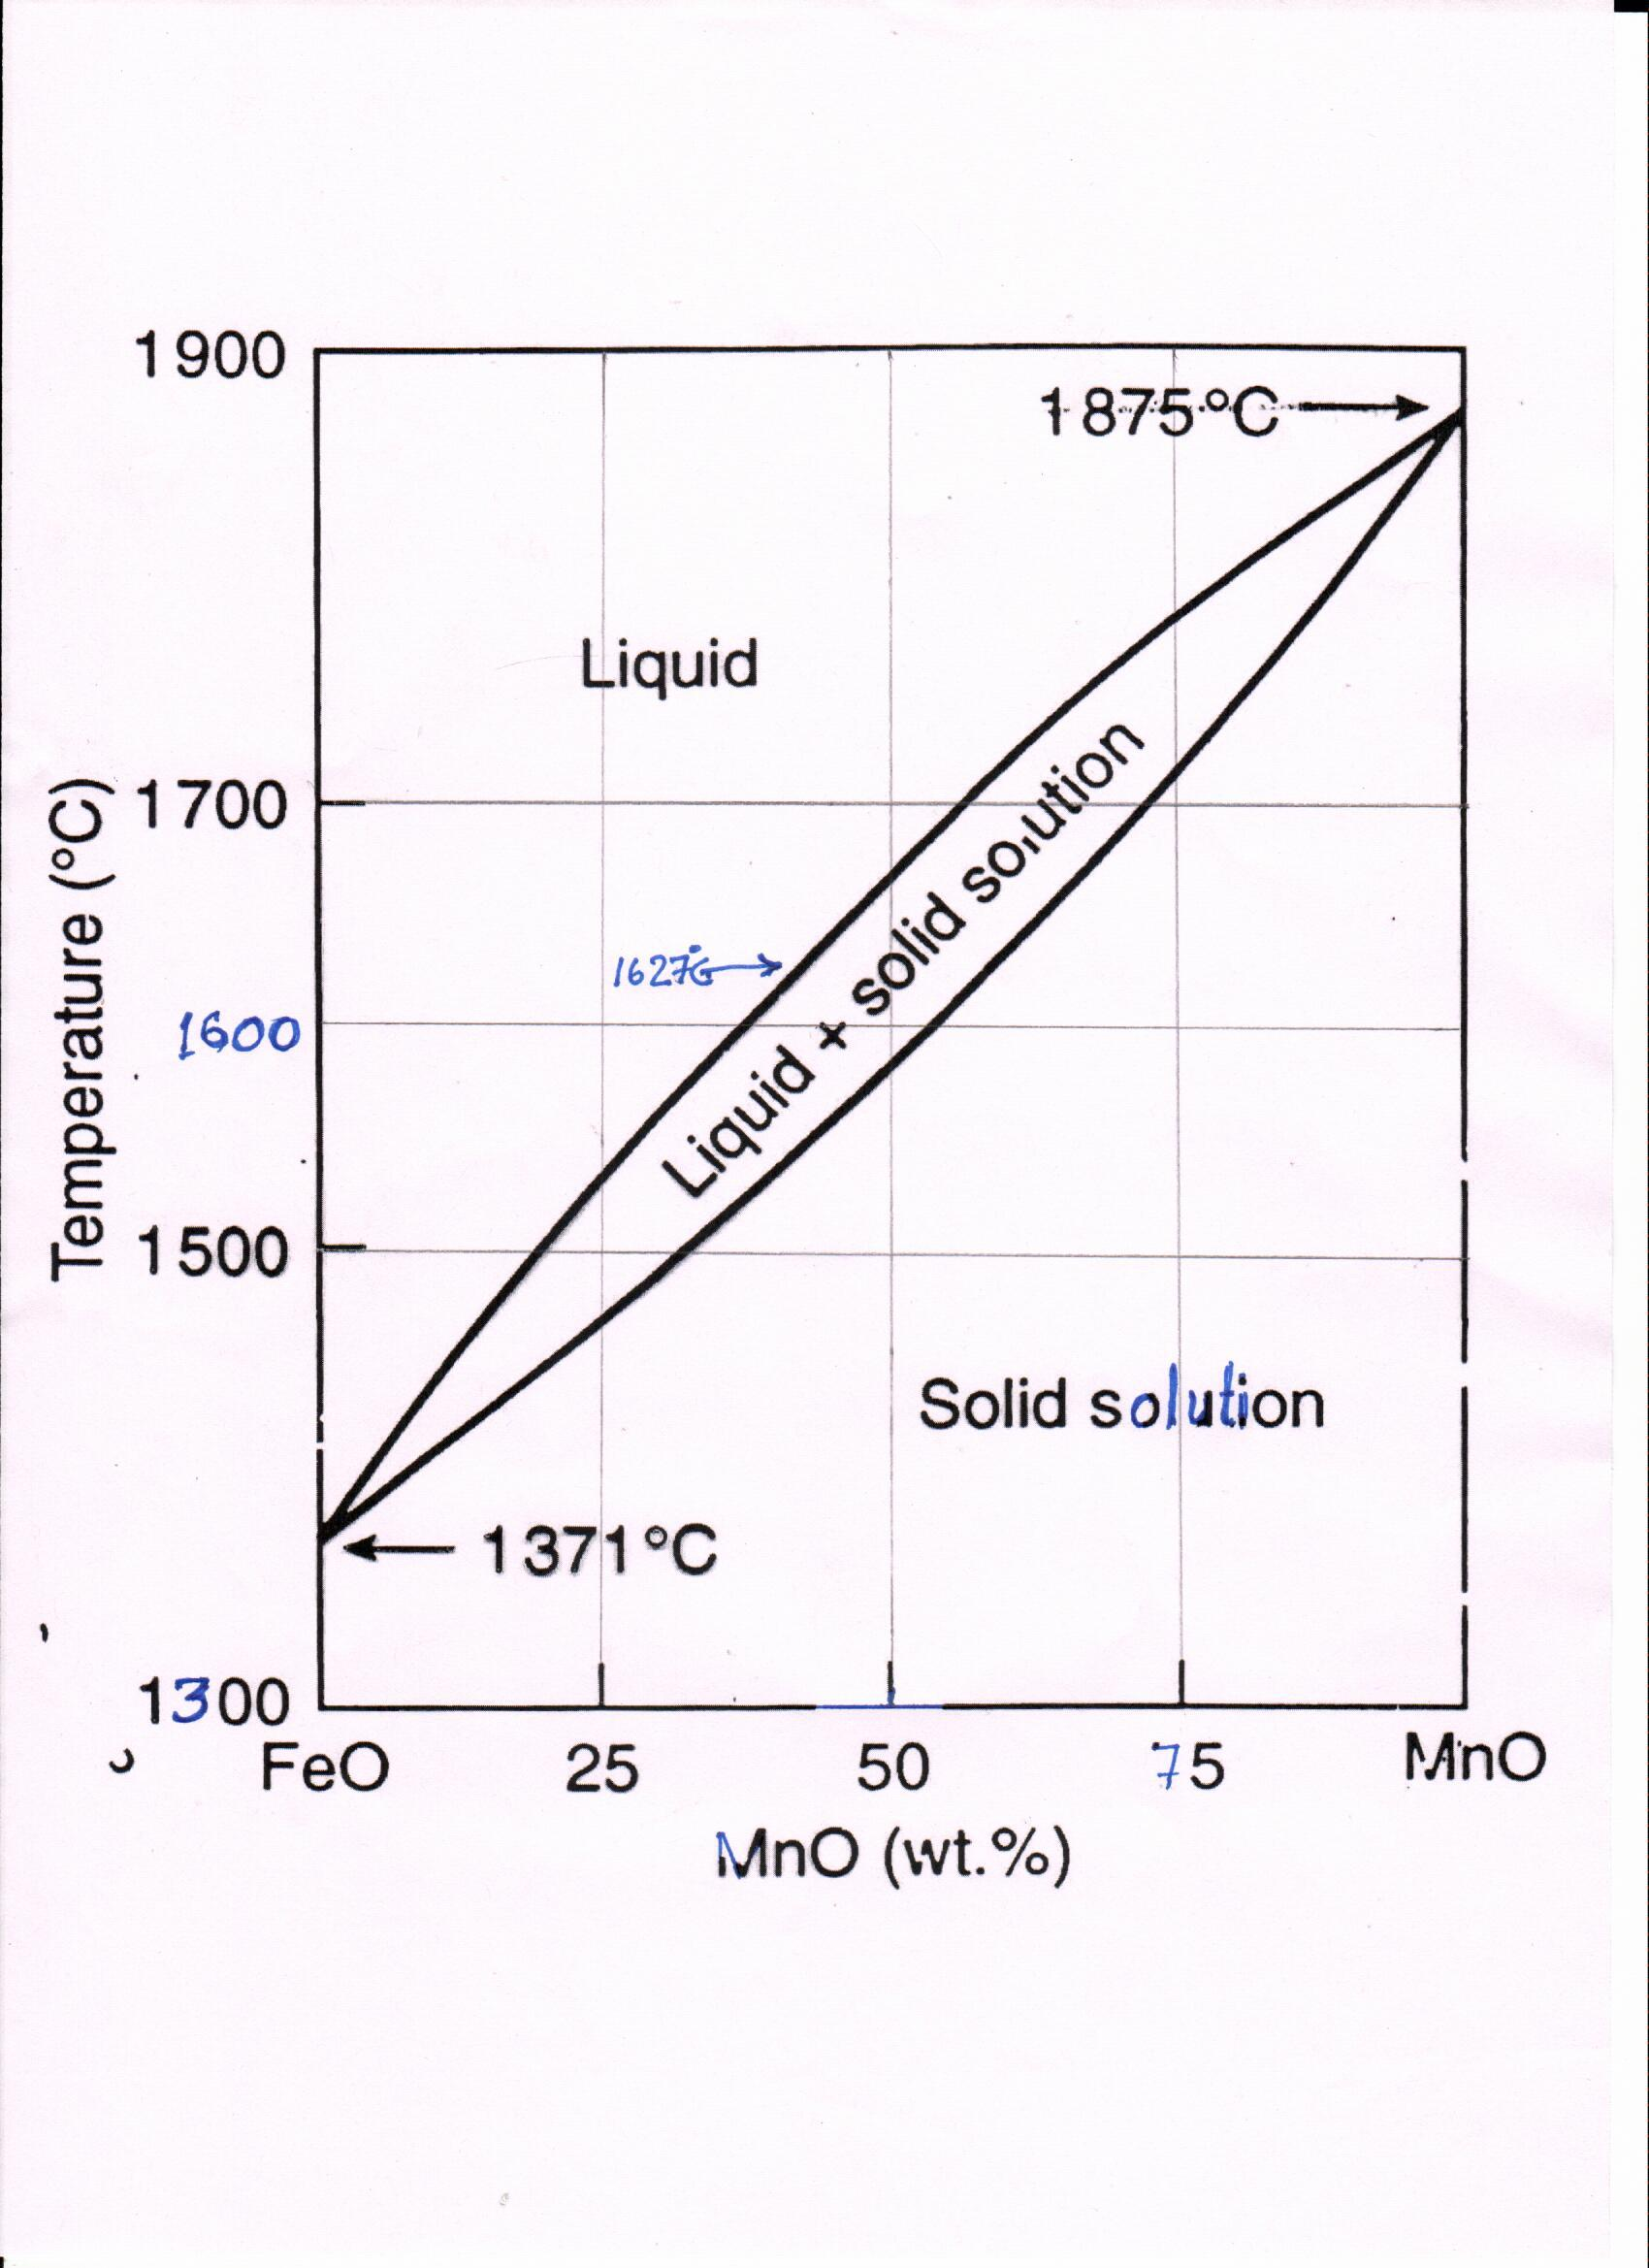 1900
1875°C
Liquid
1700
Liquid + solid solution
1627°C
Temperature (°C)
1600
1500
Solid solution
1371°C
1300
FeO 25 50 75 MnO
MnO (wt.%)